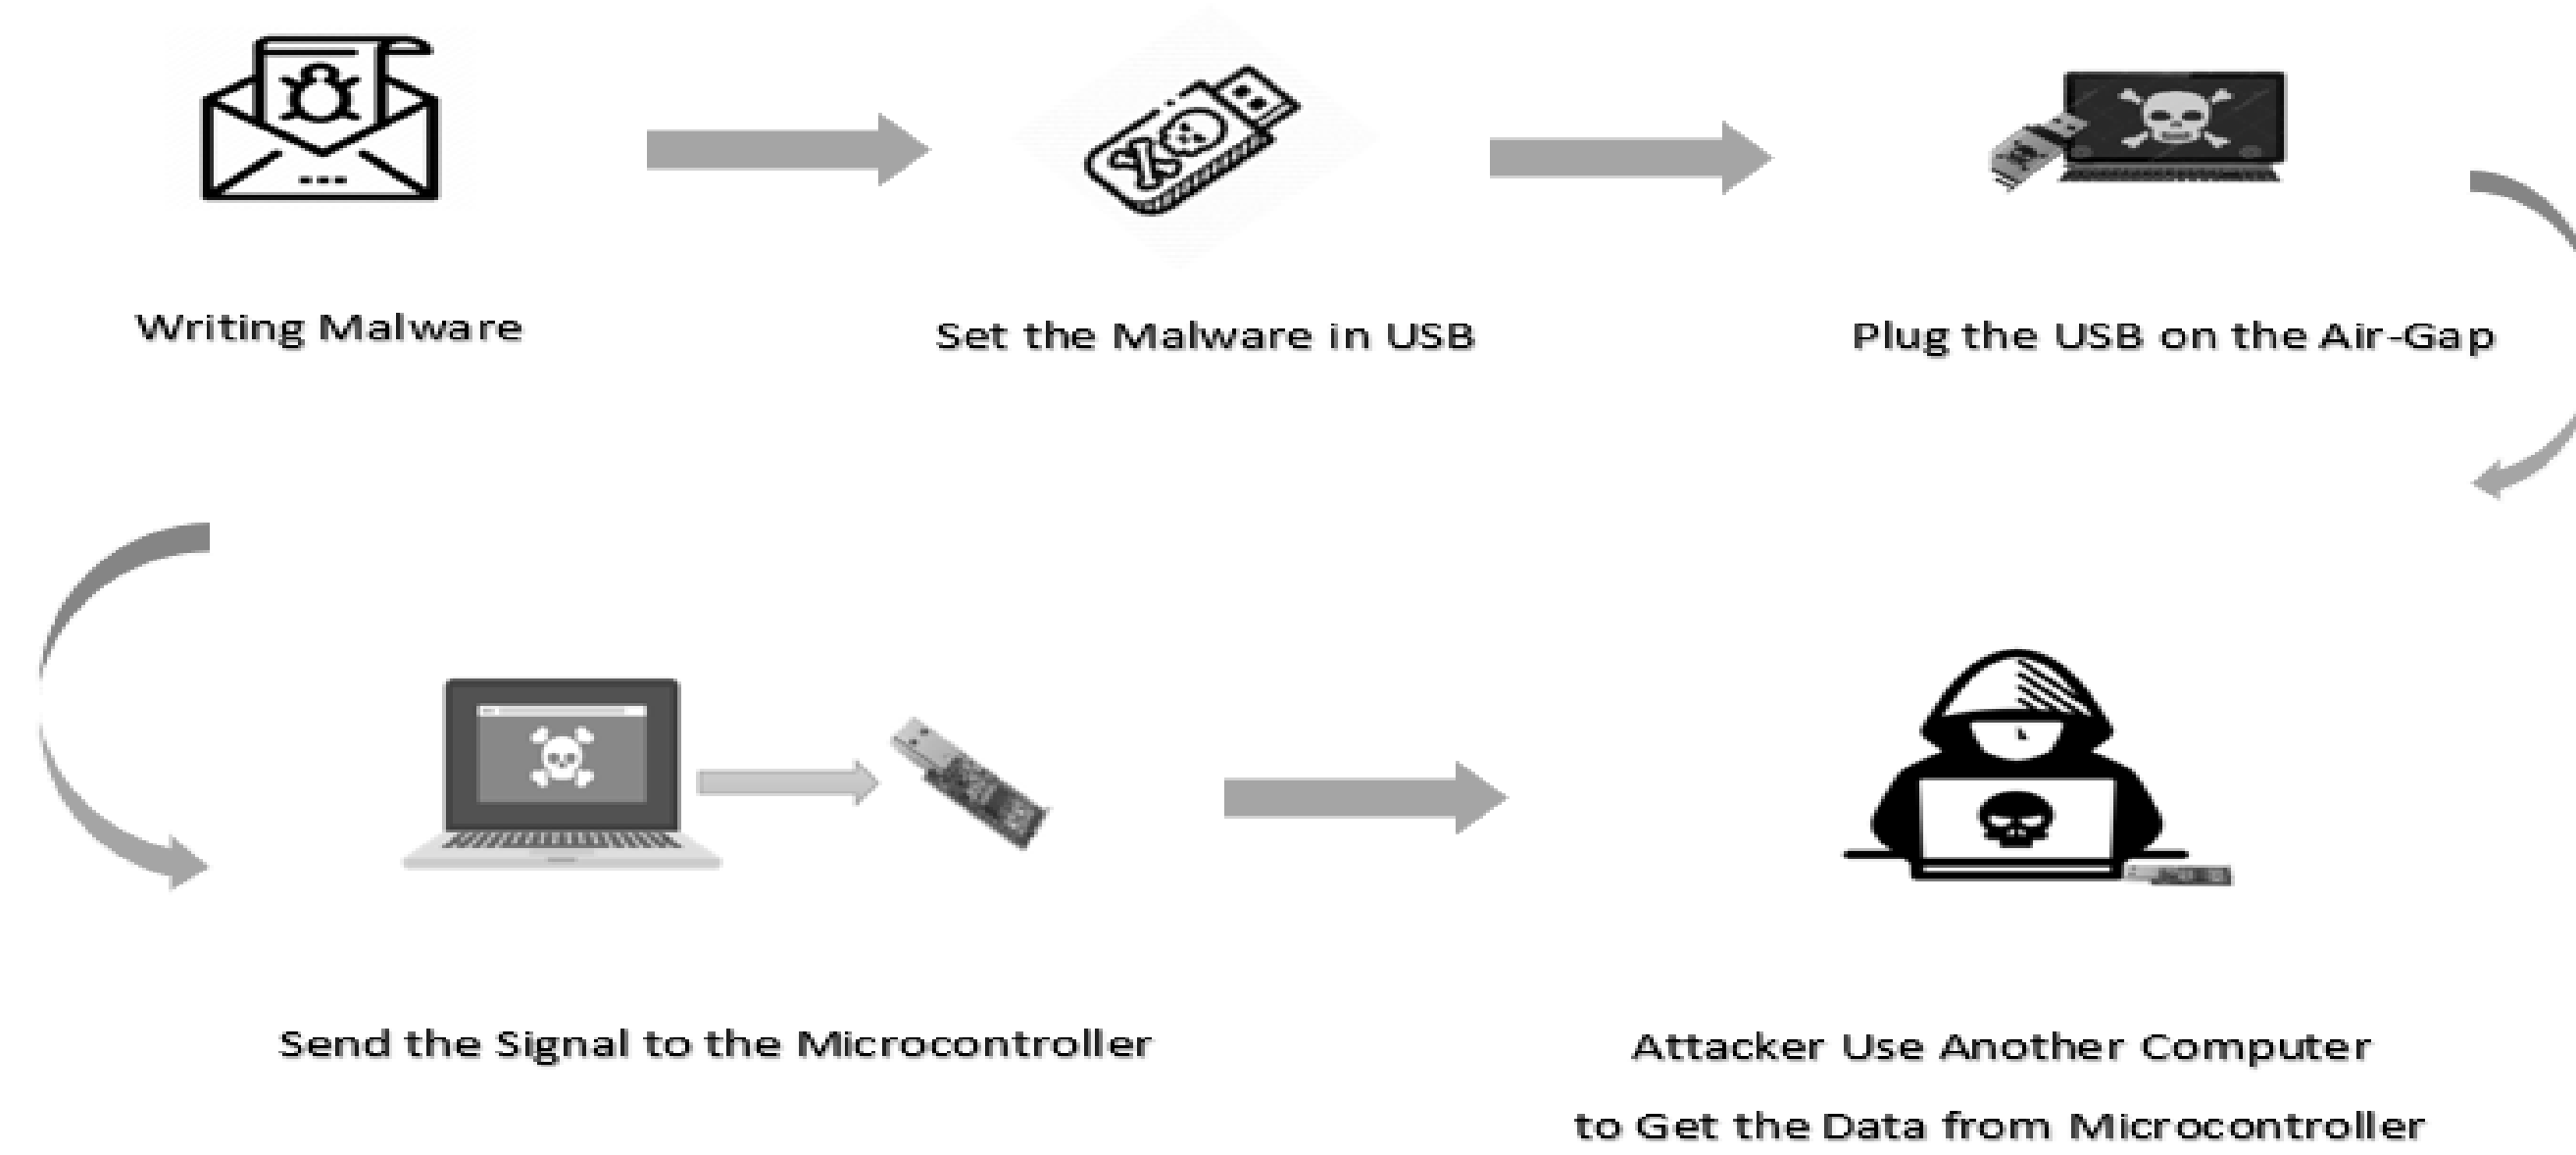 Writing Malware
Set the Malware in USB
Plug the USB on the Air-Gap
Send the Signal to the Microcontroller
Attacker Use Another Computer
to Get the Data from Microcontroller